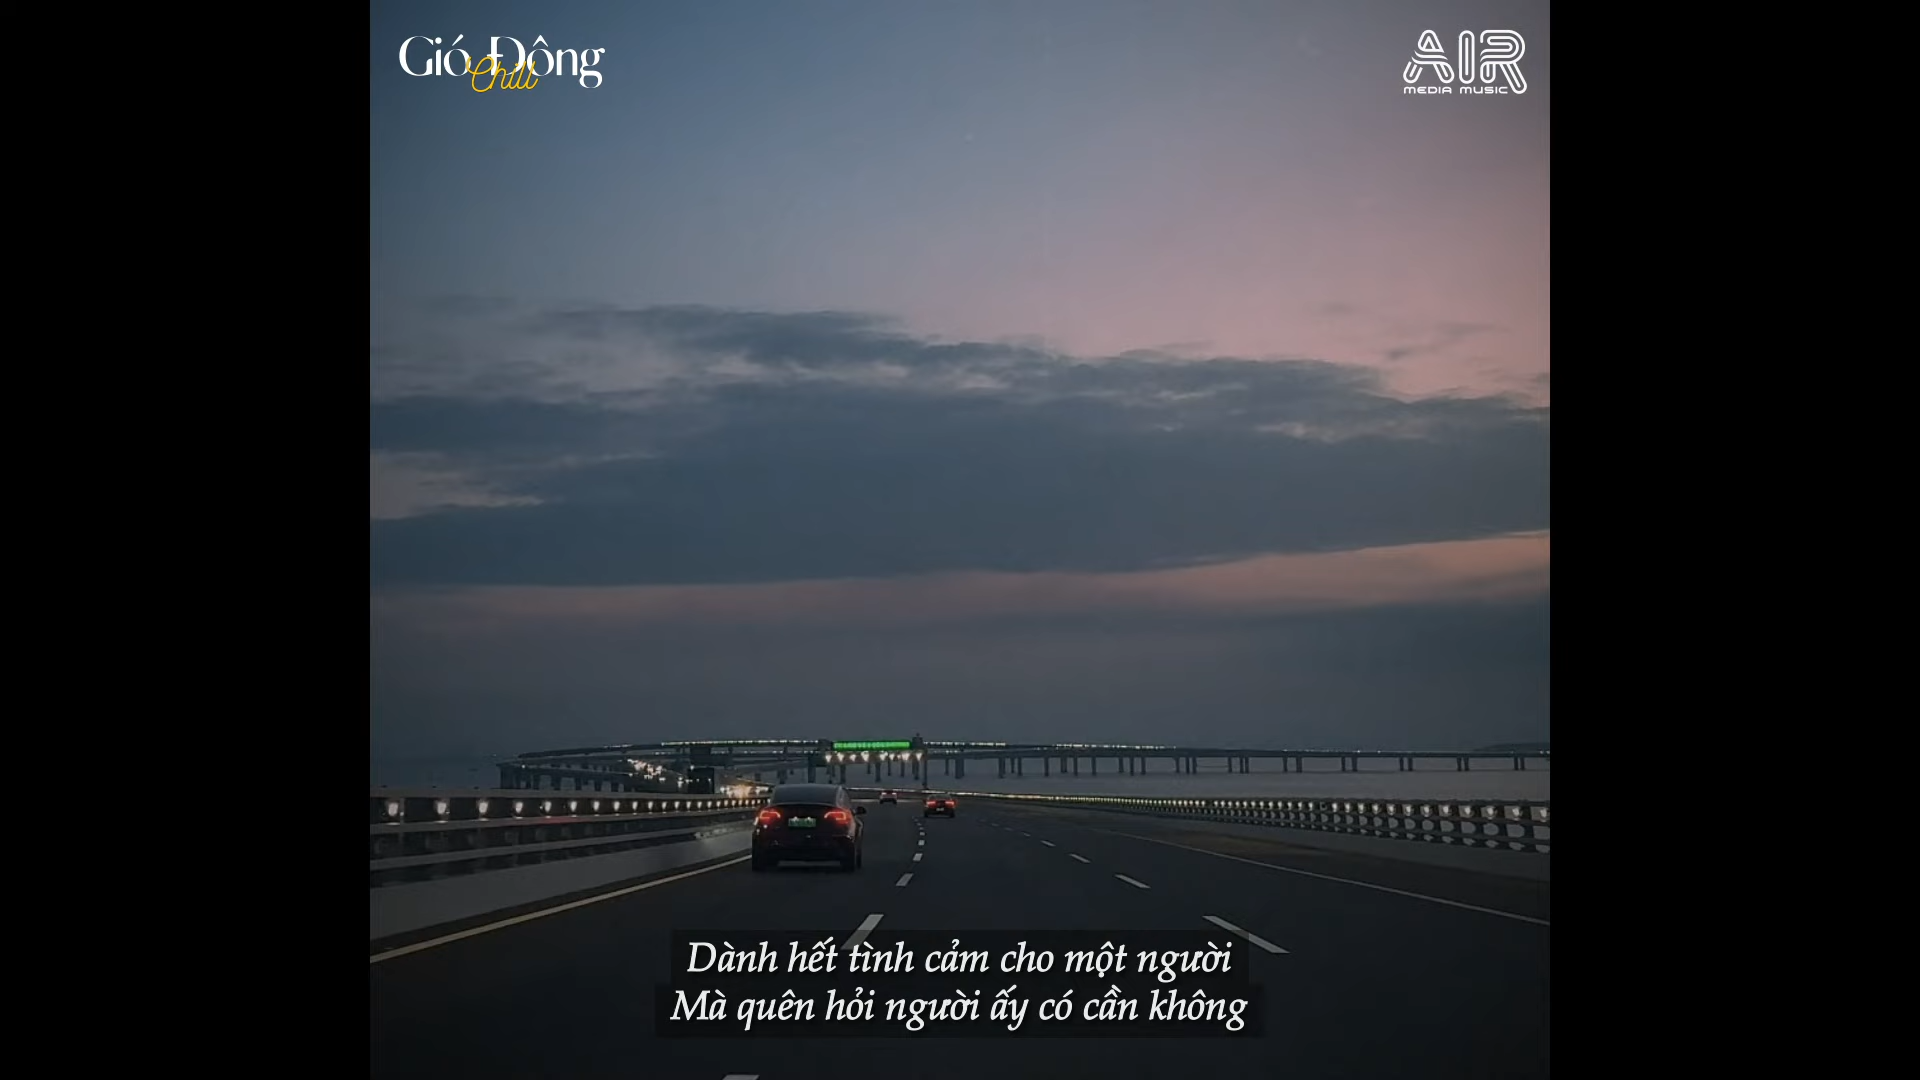 Gió Đông
Chill
AIR
MEDIA MUSIC
Dành hết tình cảm cho một người
Mà quên hỏi người ấy có cần không